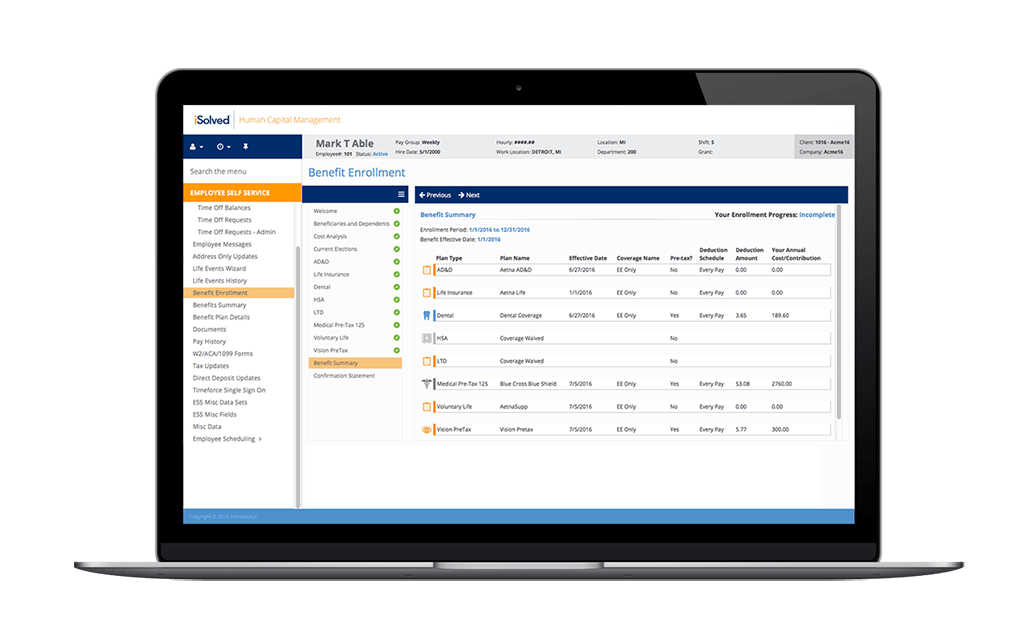 iSolved Human Capital Management
Mark T Able Pay Group: Weekly Hourly: ####.## Location: MI Shift: $ Client: 1016 - Acme16
Employee#: 101 Status: Active Hire Date: 5/1/2000 Work Location: DETROIT, MI Department: 200 Grant: Company: Acme16
Search the menu
EMPLOYEE SELF SERVICE
Time Off Balances
Time Off Requests
Time Off Requests - Admin
Employee Messages
Address Only Updates
Life Events Wizard
Life Events History
Benefit Enrollment
Benefits Summary
Benefit Plan Details
Documents
Pay History
W2/ACA/1099 Forms
Tax Updates
Direct Deposit Updates
Timeforce Single Sign On
ESS Misc Data Sets
ESS Misc Fields
Misc Data
Employee Scheduling >
Benefit Enrollment
Welcome
Beneficiaries and Dependents
Cost Analysis
Current Elections
AD&D
Life Insurance
Dental
HSA
LTD
Medical Pre-Tax 125
Voluntary Life
Vision PreTax
Benefit Summary
Confirmation Statement
Previous Next
Benefit Summary Your Enrollment Progress: Incomplete
Enrollment Period: 1/1/2016 to 12/31/2016
Benefit Effective Date: 1/1/2016
Plan Type Plan Name Effective Date Coverage Name Pre-tax? Deduction Schedule Deduction Amount Your Annual Cost/Contribution
AD&D Aetna AD&D 6/27/2016 EE Only No Every Pay 0.00 0.00
Life Insurance Aetna Life 1/1/2016 EE Only No Every Pay 0.00 0.00
Dental Dental Coverage 6/27/2016 EE Only Yes Every Pay 3.65 189.60
HSA Coverage Waived No
LTD Coverage Waived No
Medical Pre-Tax 125 Blue Cross Blue Shield 7/5/2016 EE Only Yes Every Pay 53.08 2760.00
Voluntary Life AetnaSupp 7/5/2016 EE Only No Every Pay 0.00 0.00
Vision PreTax Vision Pretax 7/5/2016 EE Only Yes Every Pay 5.77 300.00
Copyright © 2016